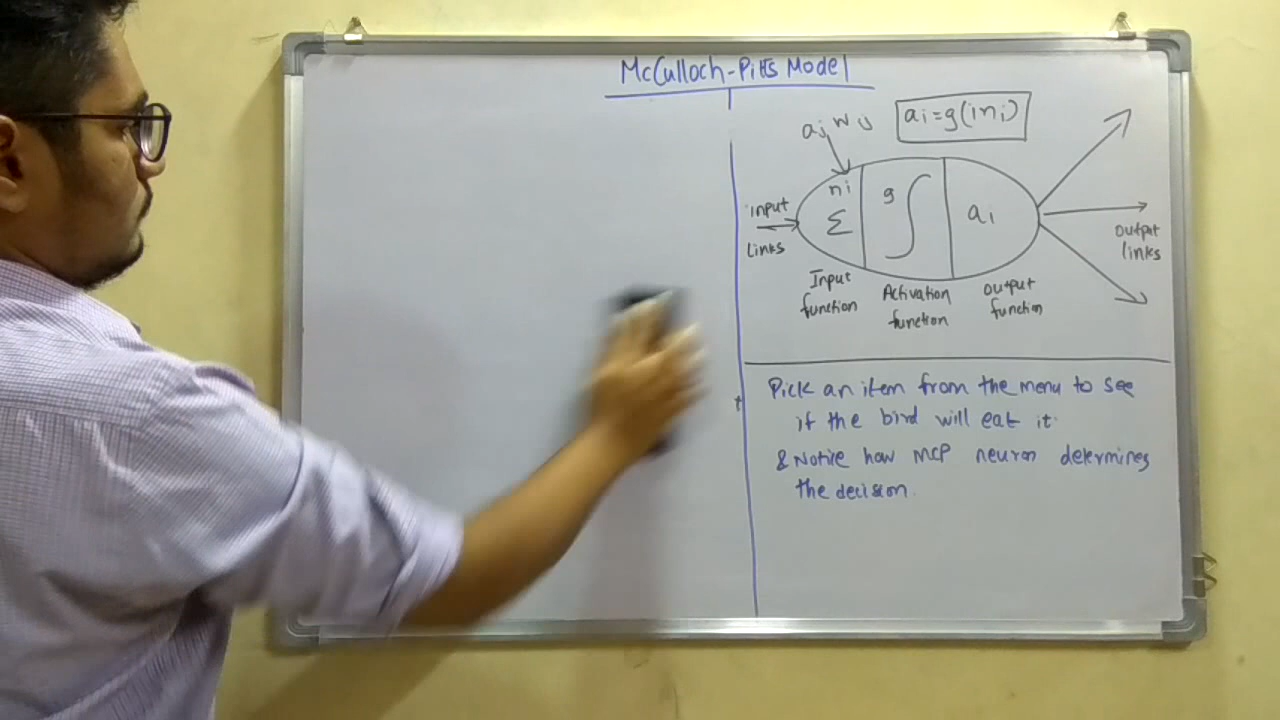 McCulloch-Pitts Model
aj wij
ai=g(ini)
ni
g
Σ
∫
ai
input
links
output
links
Input
function
Activation
function
output
function
Pick an item from the menu to see
if the bird will eat it.
& Notice how MCP neuron determines
the decision.